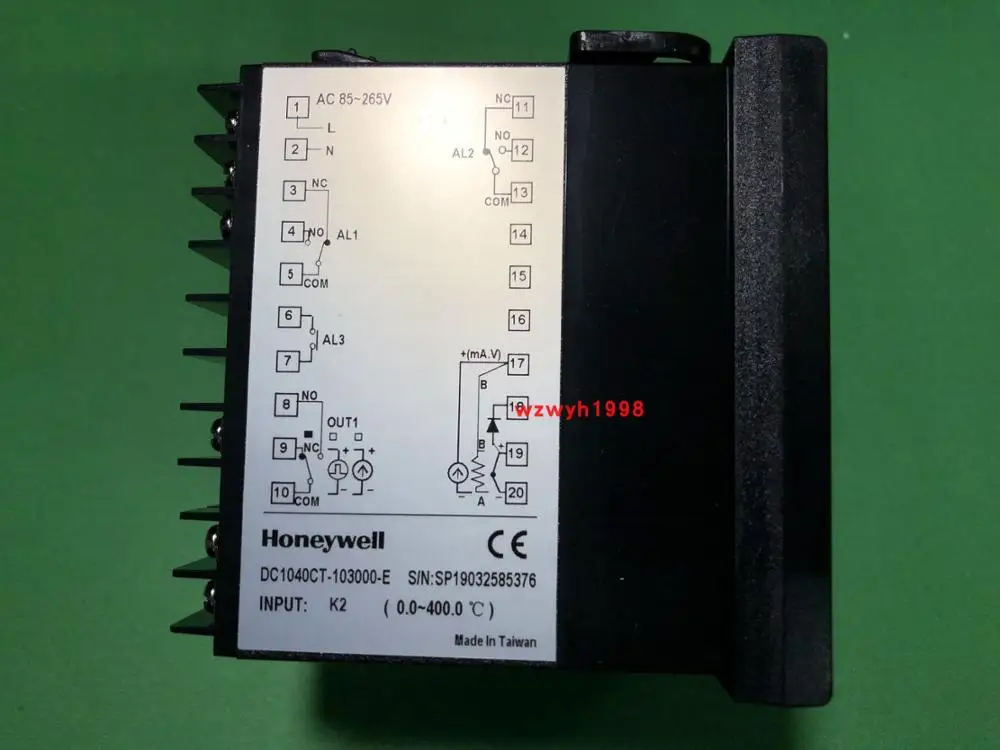 1 AC 85~265V
L
2 N
3 NC
4 NO AL1
5 COM
6
AL3
7
8 NO
OUT1
9 NC + +
10 COM - -
NC 11
NO 12
AL2
COM 13
14
15
16
+(mA.V) 17
B
18
wzwyh1998
B + 19
- A - 20
Honeywell CE
DC1040CT-103000-E S/N:SP19032585376
INPUT: K2 ( 0.0~400.0 ℃ )
Made In Taiwan